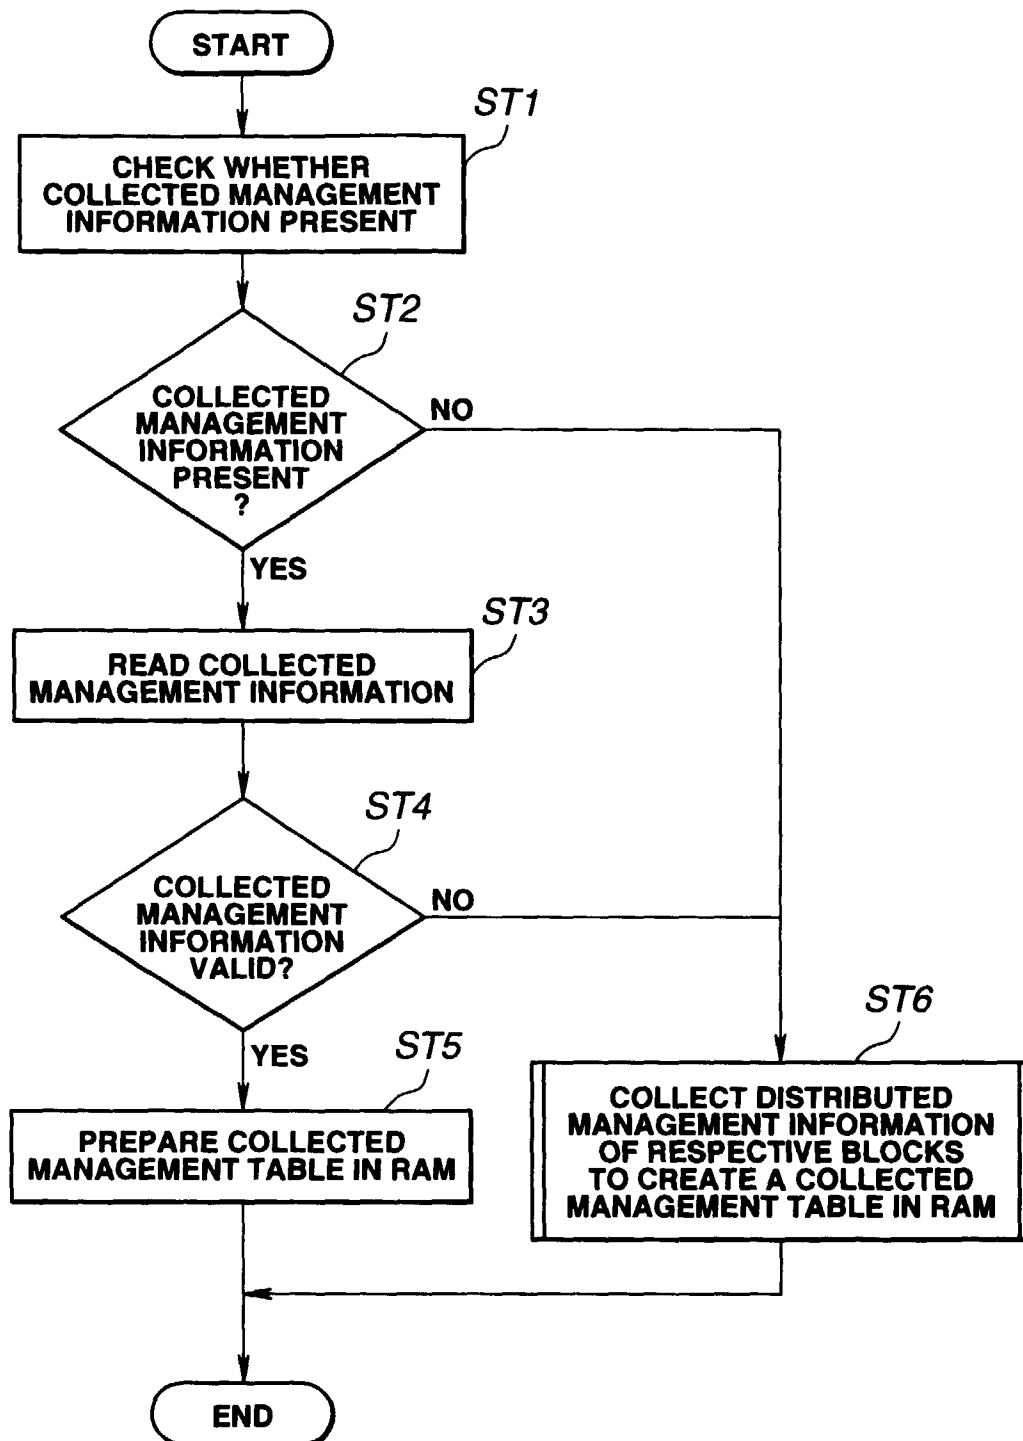 START
ST1
CHECK WHETHER
COLLECTED MANAGEMENT
INFORMATION PRESENT
ST2
COLLECTED
MANAGEMENT
INFORMATION
PRESENT
?
NO
YES
ST3
READ COLLECTED
MANAGEMENT INFORMATION
ST4
COLLECTED
MANAGEMENT
INFORMATION
VALID?
NO
YES
ST5
PREPARE COLLECTED
MANAGEMENT TABLE IN RAM
ST6
COLLECT DISTRIBUTED
MANAGEMENT INFORMATION
OF RESPECTIVE BLOCKS
TO CREATE A COLLECTED
MANAGEMENT TABLE IN RAM
END